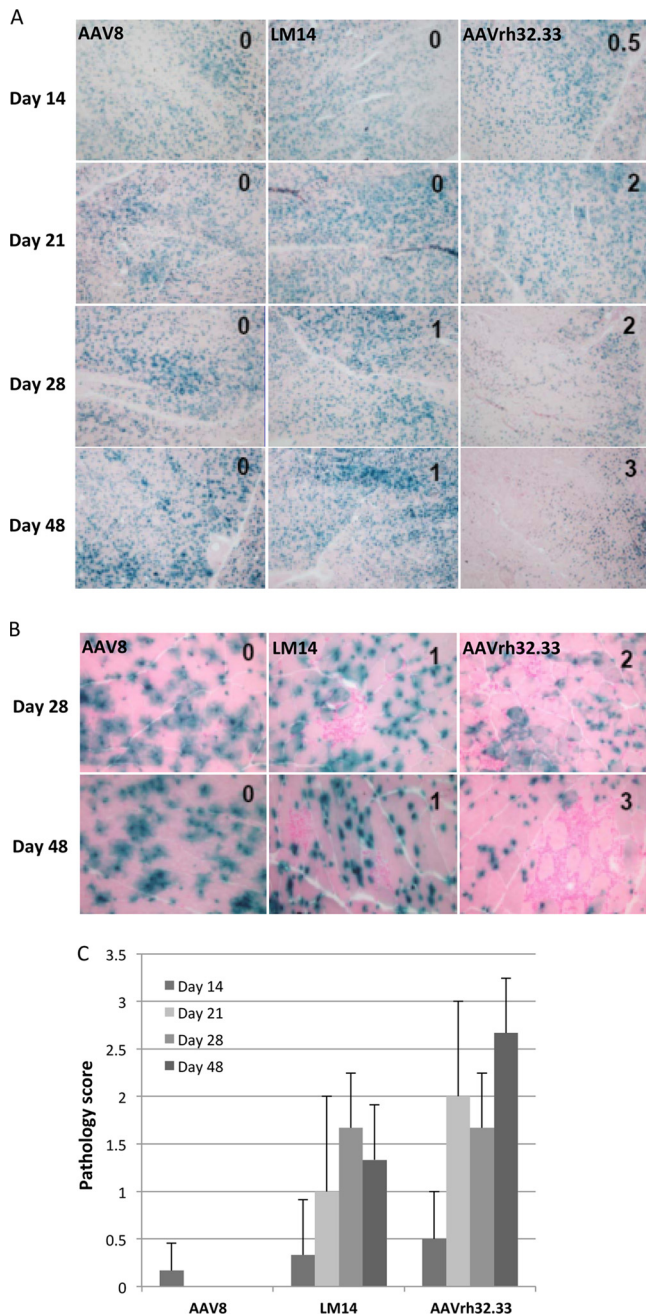 A
AAV8 LM14 AAVrh32.33
Day 14 0 0 0.5
Day 21 0 0 2
Day 28 0 1 2
Day 48 0 1 3
B
AAV8 LM14 AAVrh32.33
Day 28 0 1 2
Day 48 0 1 3
C
Pathology score
3.5
3
2.5
2
1.5
1
0.5
0
Day 14
Day 21
Day 28
Day 48
AAV8 LM14 AAVrh32.33